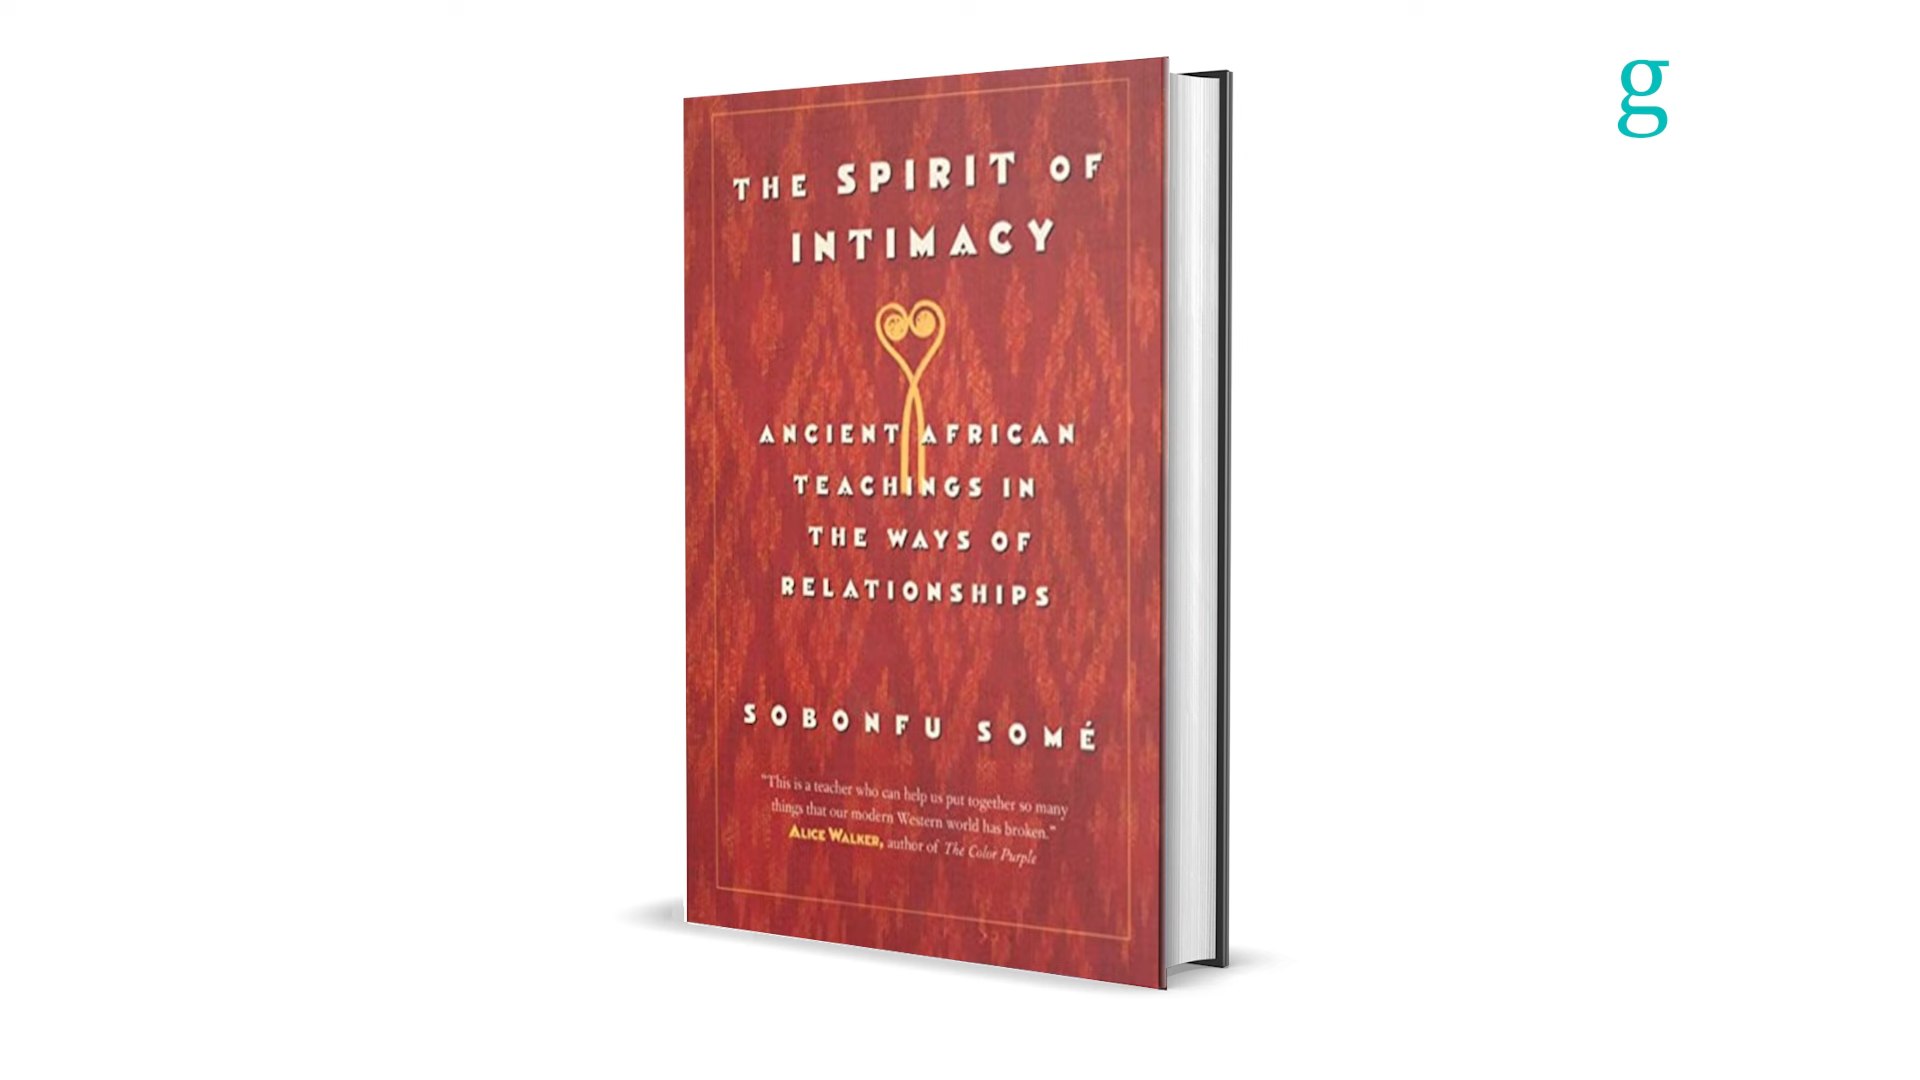 g
THE SPIRIT OF
INTIMACY
ANCIENT AFRICAN
TEACHINGS IN
THE WAYS OF
RELATIONSHIPS
SOBONFU SOMÉ
"This is a teacher who can help us put together so many
things that our modern Western world has broken."
ALICE WALKER, author of The Color Purple